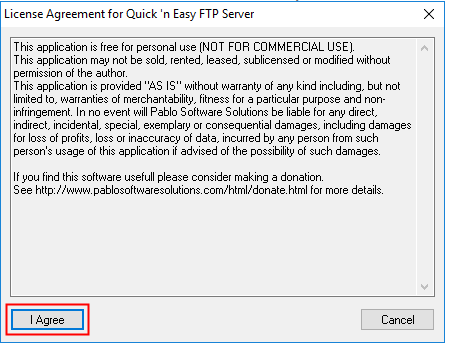 License Agreement for Quick 'n Easy FTP Server
This application is free for personal use (NOT FOR COMMERCIAL USE).
This application may not be sold, rented, leased, sublicensed or modified without
permission of the author.
This application is provided "AS IS" without warranty of any kind including, but not
limited to, warranties of merchantability, fitness for a particular purpose and non-
infringement. In no event will Pablo Software Solutions be liable for any direct,
indirect, incidental, special, exemplary or consequential damages, including damages
for loss of profits, loss or inaccuracy of data, incurred by any person from such
person's usage of this application if advised of the possibility of such damages.
If you find this software usefull please consider making a donation.
See http://www.pablosoftwaresolutions.com/html/donate.html for more details.
I Agree
Cancel